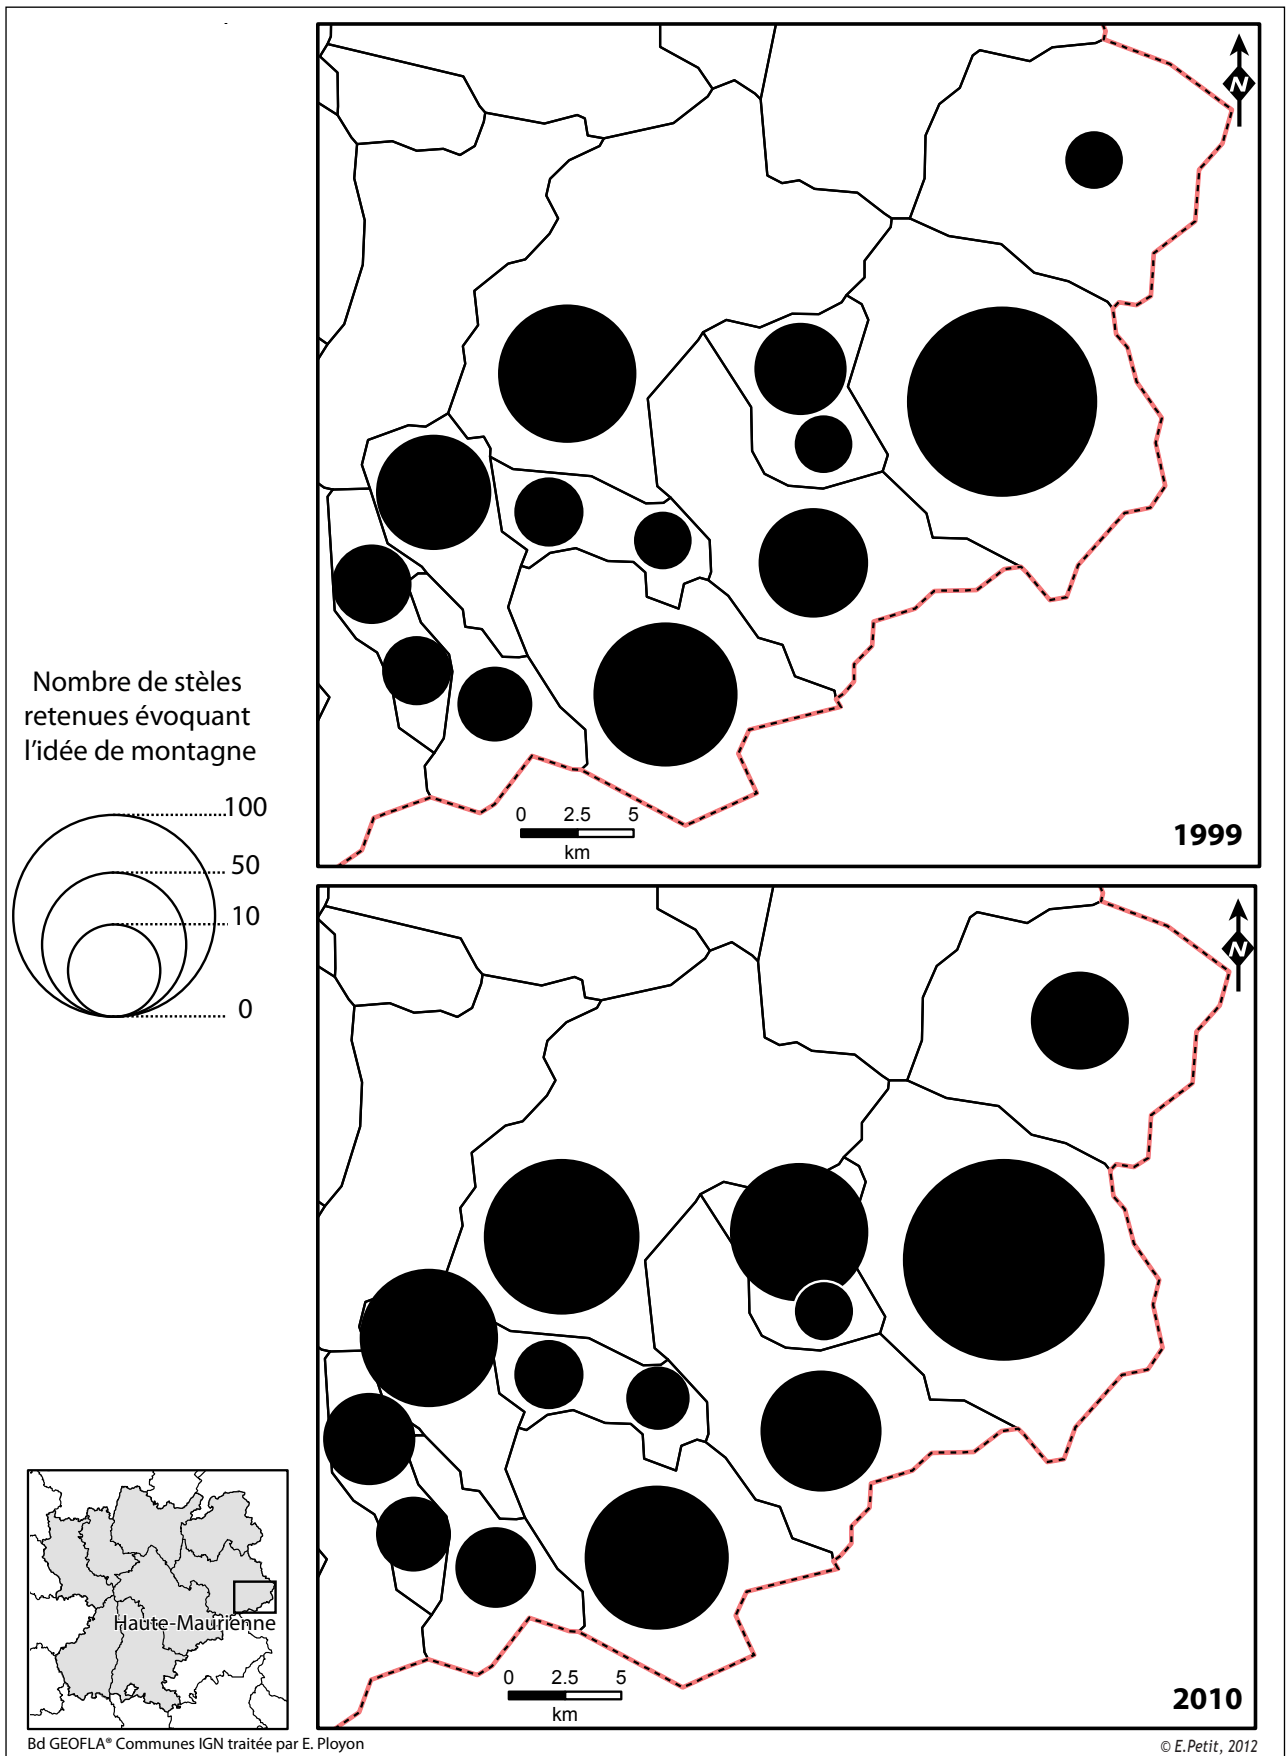 N
0 2.5 5
km
1999
Nombre de stèles
retenues évoquant
l'idée de montagne
100
50
10
0
N
0 2.5 5
km
2010
Haute-Maurienne
Bd GEOFLA® Communes IGN traitée par E. Ployon
© E.Petit, 2012